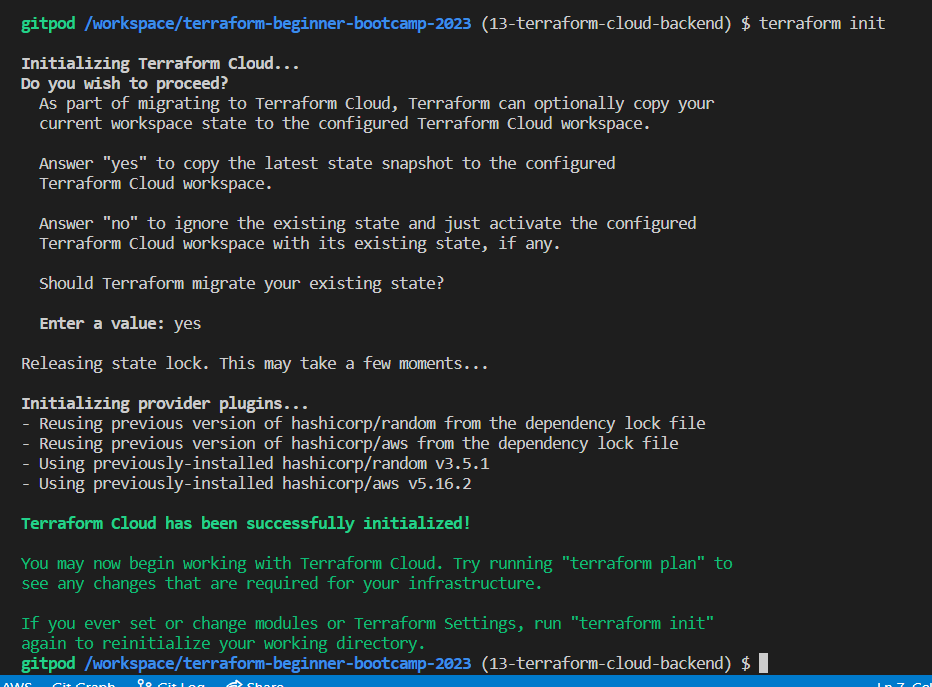 gitpod /workspace/terraform-beginner-bootcamp-2023 (13-terraform-cloud-backend) $ terraform init
Initializing Terraform Cloud...
Do you wish to proceed?
As part of migrating to Terraform Cloud, Terraform can optionally copy your
current workspace state to the configured Terraform Cloud workspace.
Answer "yes" to copy the latest state snapshot to the configured
Terraform Cloud workspace.
Answer "no" to ignore the existing state and just activate the configured
Terraform Cloud workspace with its existing state, if any.
Should Terraform migrate your existing state?
Enter a value: yes
Releasing state lock. This may take a few moments...
Initializing provider plugins...
- Reusing previous version of hashicorp/random from the dependency lock file
- Reusing previous version of hashicorp/aws from the dependency lock file
- Using previously-installed hashicorp/random v3.5.1
- Using previously-installed hashicorp/aws v5.16.2
Terraform Cloud has been successfully initialized!
You may now begin working with Terraform Cloud. Try running "terraform plan" to
see any changes that are required for your infrastructure.
If you ever set or change modules or Terraform Settings, run "terraform init"
again to reinitialize your working directory.
gitpod /workspace/terraform-beginner-bootcamp-2023 (13-terraform-cloud-backend) $
AWS Git Graph Git Log Share Ln 7,